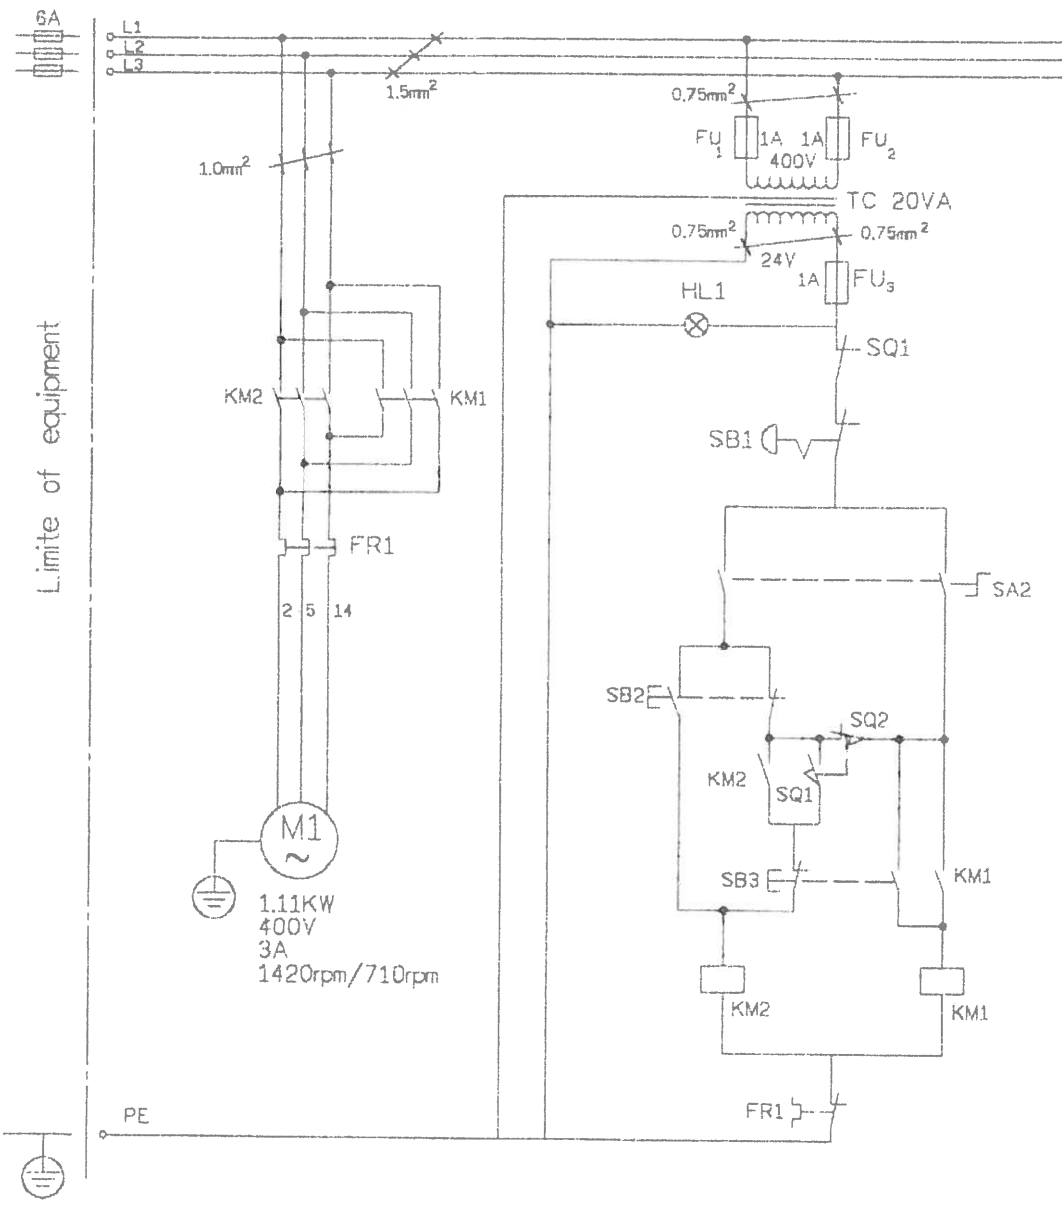 6A
L1
L2
L3
1.5mm²
0.75mm²
FU1
1A
1A
FU2
400V
1.0mm²
TC 20VA
0.75mm²
0.75mm²
24V
1A
FU3
HL1
SQ1
KM2
KM1
SB1
Limite of equipment
FR1
SA2
2
5
14
SB2
SQ2
KM2
SQ1
M1
~
SB3
KM1
1.11KW
400V
3A
1420rpm/710rpm
KM2
KM1
FR1
PE